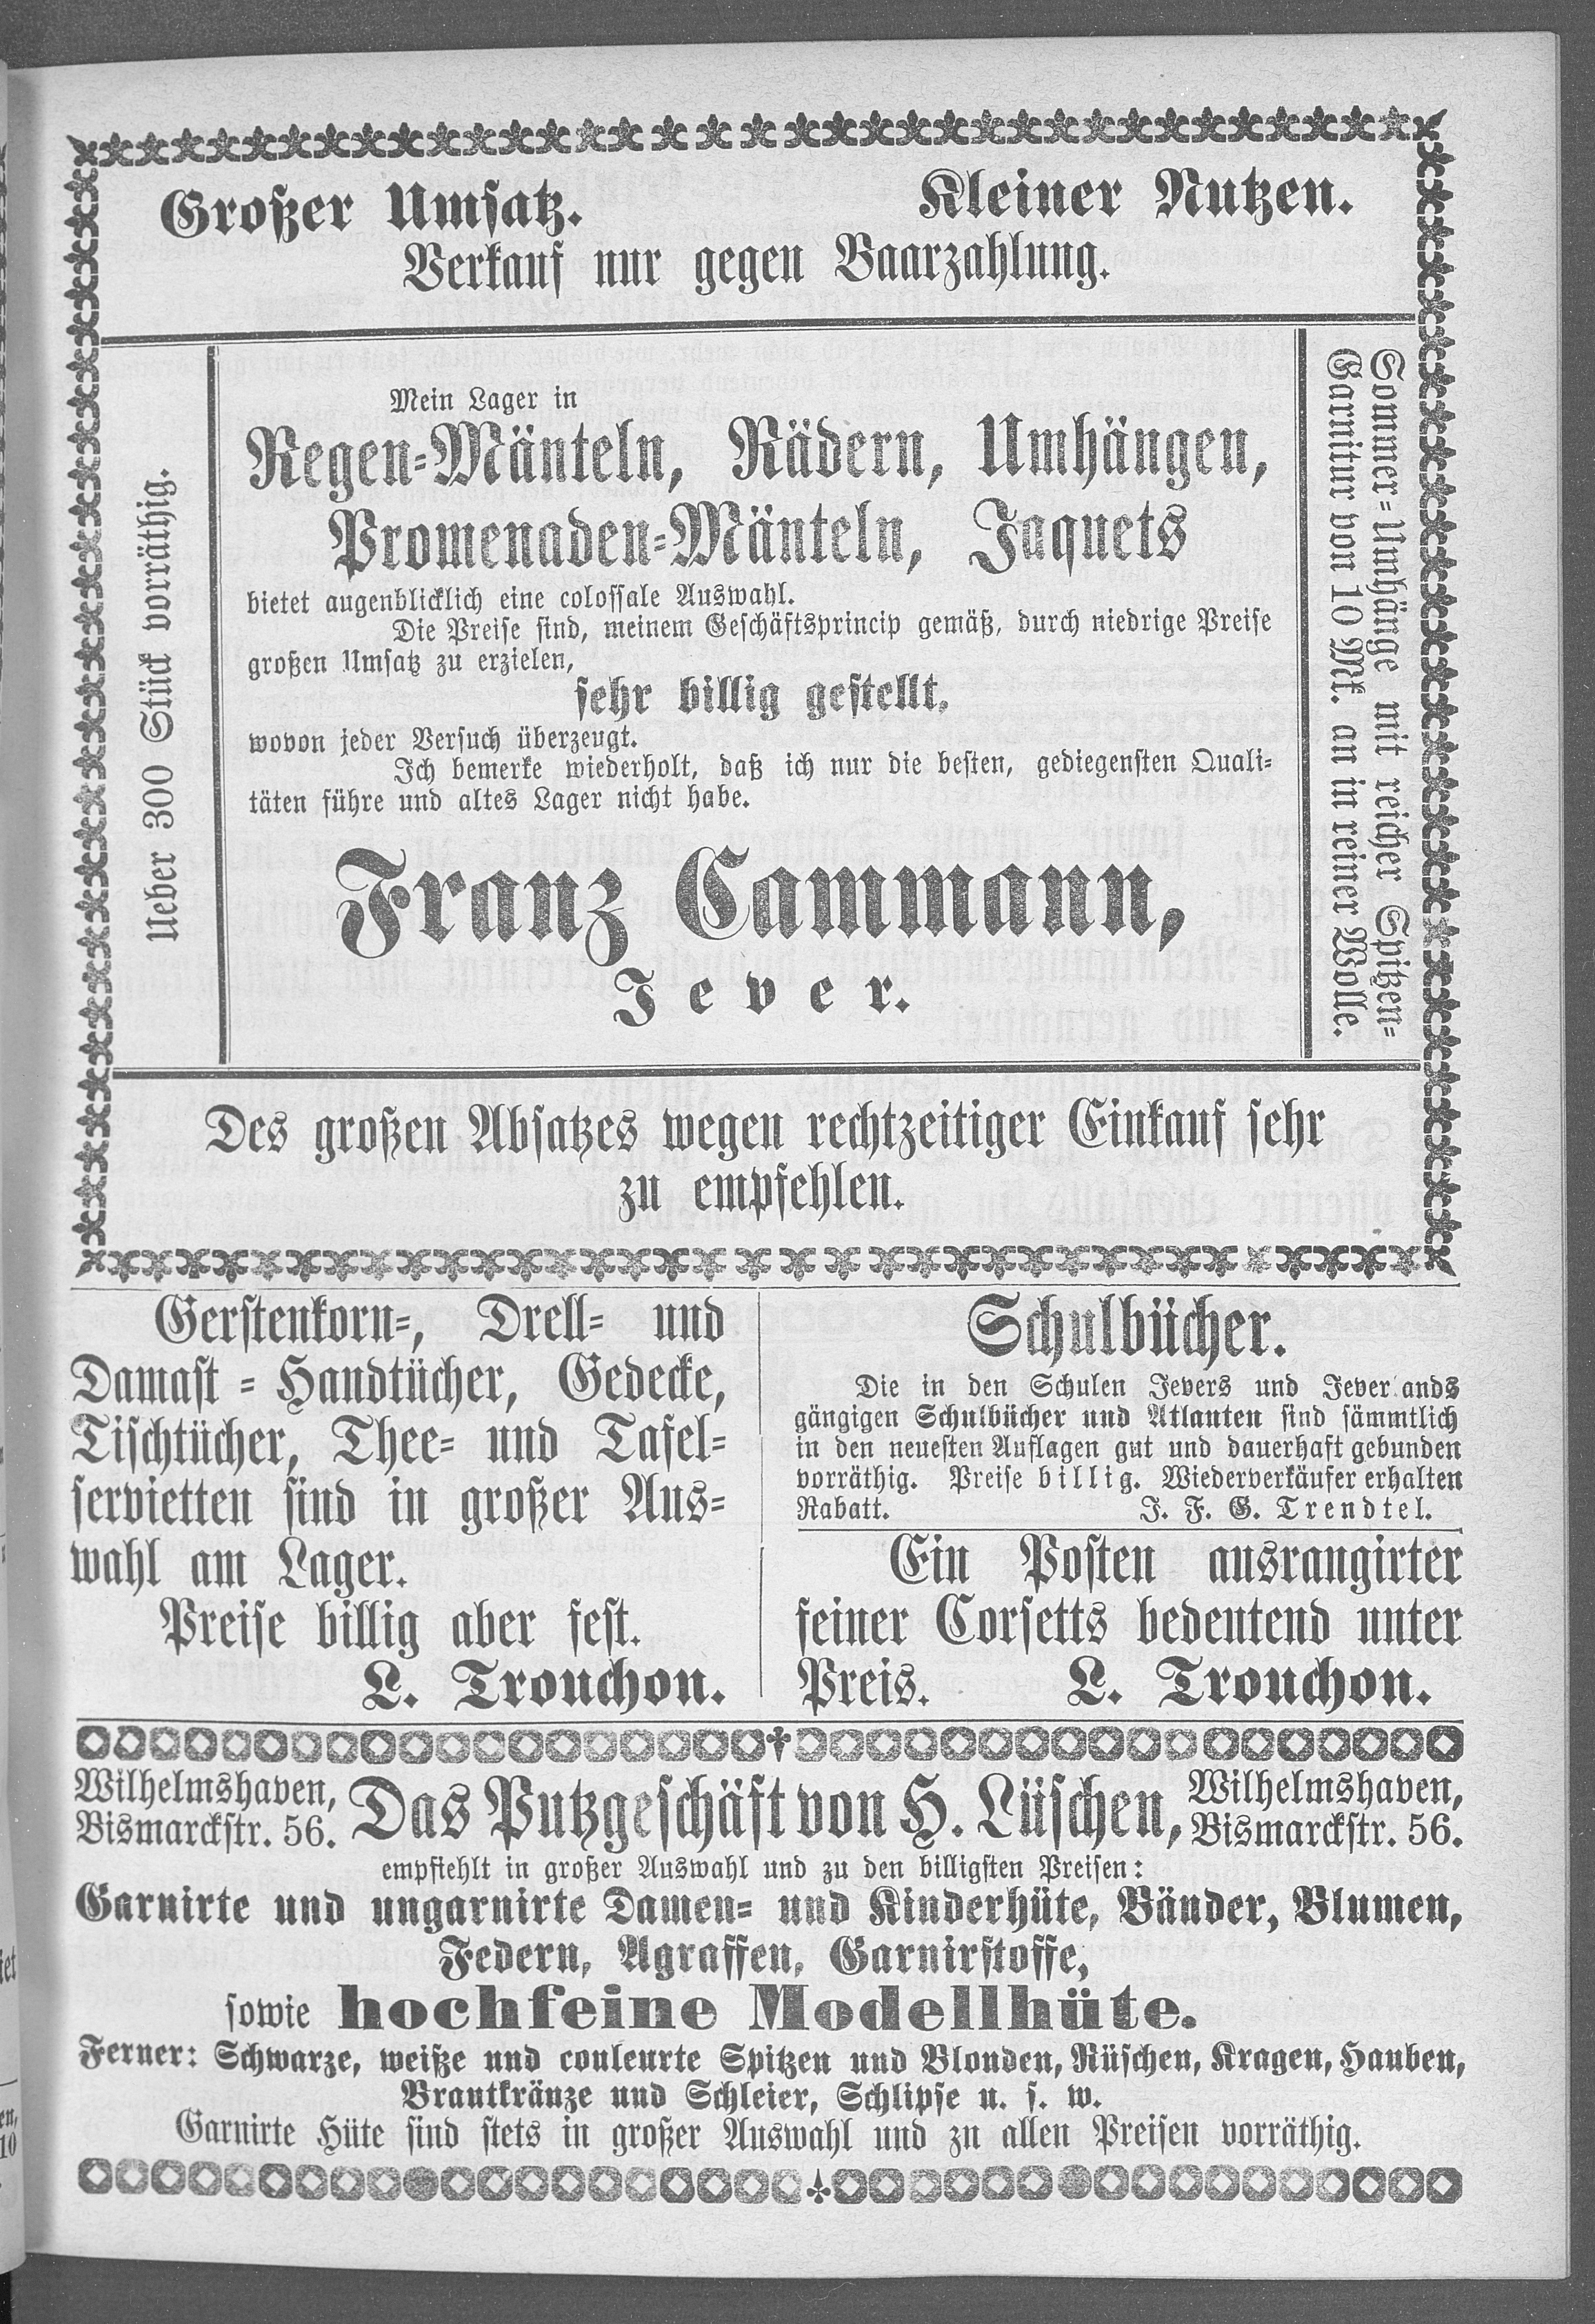 Großer Umsatz. Kleiner Nutzen.
Verkauf nur gegen Baarzahlung.
Ueber 300 Stück vorräthig.
Mein Lager in
Regen-Mänteln, Rädern, Umhängen,
Promenaden-Mänteln, Jaquets
bietet augenblicklich eine colossale Auswahl.
Die Preise sind, meinem Geschäftsprincip gemäß, durch niedrige Preise
großen Umsatz zu erzielen,
sehr billig gestellt,
wovon jeder Versuch überzeugt.
Ich bemerke wiederholt, daß ich nur die besten, gediegensten Quali-
täten führe und altes Lager nicht habe.
Franz Cammann,
Jever.
Sommer-Umhänge mit reicher Spitzen-
Garnitur von 10 Mk. an in reiner Wolle.
Des großen Absatzes wegen rechtzeitiger Einkauf sehr
zu empfehlen.
Gerstenkorn-, Drell- und
Damast-Handtücher, Gedecke,
Tischtücher, Thee- und Tafel-
servietten sind in großer Aus-
wahl am Lager.
Preise billig aber fest.
L. Trouchon.
Schulbücher.
Die in den Schulen Jevers und Jeverlands
gängigen Schulbücher und Atlanten sind sämmtlich
in den neuesten Auflagen gut und dauerhaft gebunden
vorräthig. Preise billig. Wiederverkäufer erhalten
Rabatt. J. F. G. Trendtel.
Ein Posten ausrangirter
feiner Corsetts bedeutend unter
Preis. L. Trouchon.
Wilhelmshaven,
Bismarckstr. 56.
Das Putzgeschäft von H. Lüschen,
Wilhelmshaven,
Bismarckstr. 56.
empfiehlt in großer Auswahl und zu den billigsten Preisen:
Garnirte und ungarnirte Damen- und Kinderhüte, Bänder, Blumen,
Federn, Agraffen, Garnirstoffe,
sowie hochfeine Modellhüte.
Ferner: Schwarze, weiße und couleurte Spitzen und Blonden, Rüschen, Kragen, Hauben,
Brautkränze und Schleier, Schlipse u. s. w.
Garnirte Hüte sind stets in großer Auswahl und zu allen Preisen vorräthig.